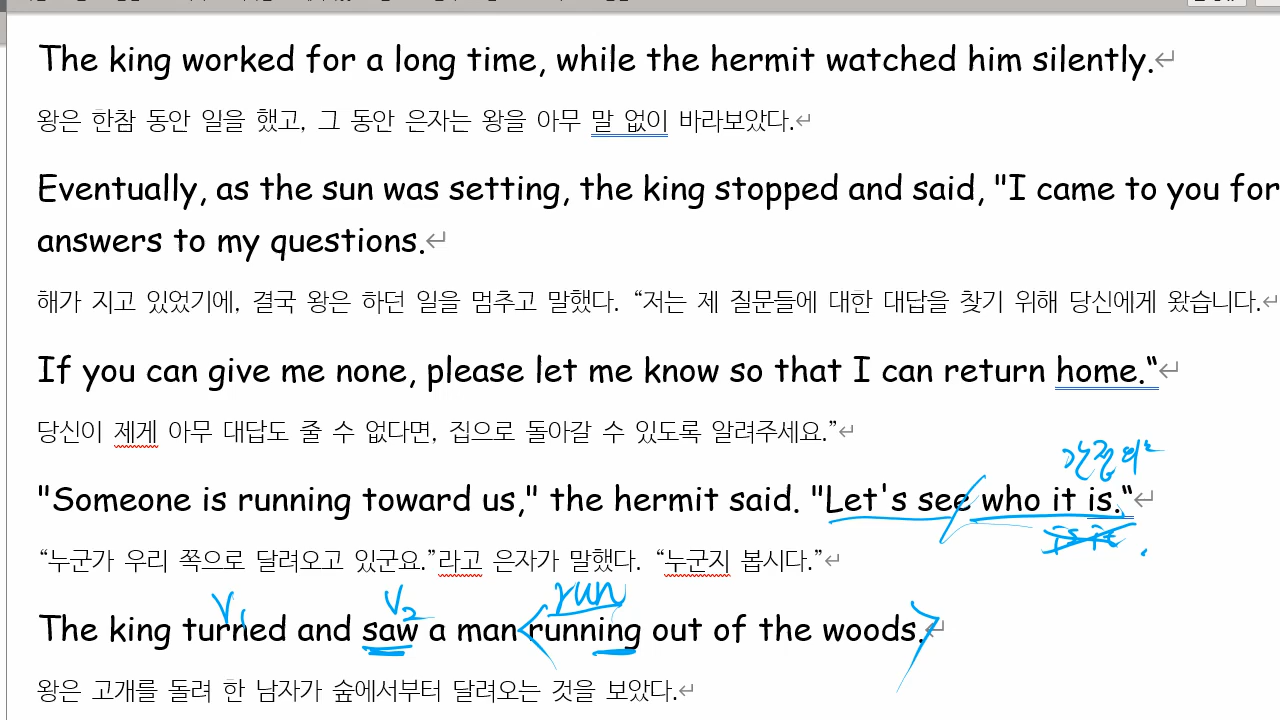 The king worked for a long time, while the hermit watched him silently.↵
왕은 한참 동안 일을 했고, 그 동안 은자는 왕을 아무 말 없이 바라보았다.↵
Eventually, as the sun was setting, the king stopped and said, "I came to you for
answers to my questions.↵
해가 지고 있었기에, 결국 왕은 하던 일을 멈추고 말했다. “저는 제 질문들에 대한 대답을 찾기 위해 당신에게 왔습니다.↵
If you can give me none, please let me know so that I can return home.“↵
당신이 제게 아무 대답도 줄 수 없다면, 집으로 돌아갈 수 있도록 알려주세요.”↵
간접의
"Someone is running toward us," the hermit said. "Let's see who it is.“↵
is it
“누군가 우리 쪽으로 달려오고 있군요.”라고 은자가 말했다. “누군지 봅시다.”↵
V1 V2 run
The king turned and saw a man running out of the woods.↵
왕은 고개를 돌려 한 남자가 숲에서부터 달려오는 것을 보았다.↵